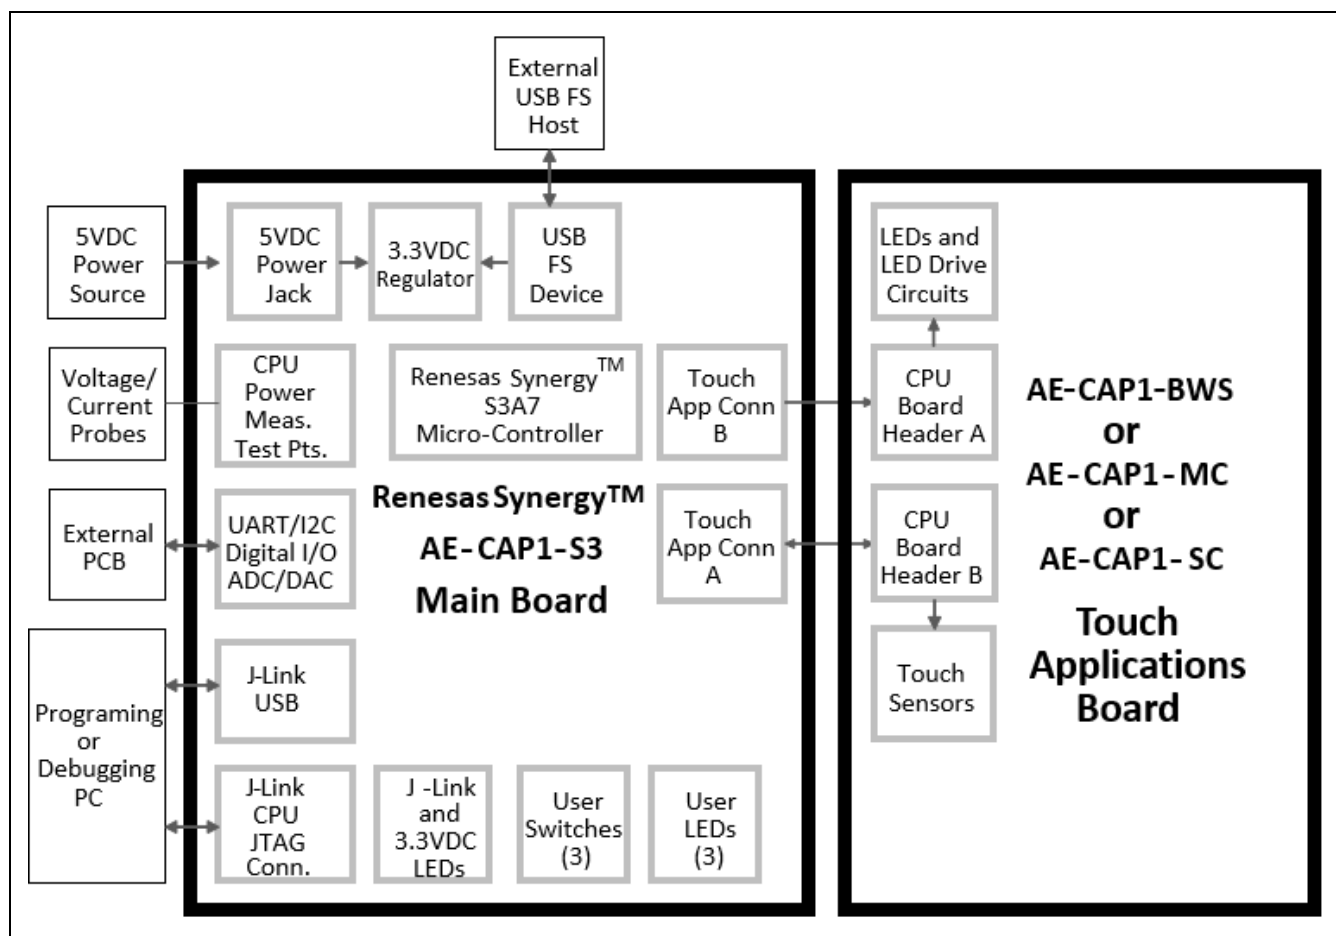 External
USB FS
Host
5VDC
Power
Source
5VDC
Power
Jack
3.3VDC
Regulator
USB
FS
Device
LEDs and
LED Drive
Circuits
Voltage/
Current
Probes
CPU
Power
Meas.
Test Pts.
Renesas Synergy™
S3A7
Micro-Controller
Touch
App Conn
B
CPU
Board
Header A
AE-CAP1-BWS
or
AE-CAP1-MC
or
AE-CAP1-SC
Touch
Applications
Board
External
PCB
UART/I2C
Digital I/O
ADC/DAC
Renesas Synergy™
AE-CAP1-S3
Main Board
Touch
App Conn
A
CPU
Board
Header B
Programing
or
Debugging
PC
J-Link
USB
Touch
Sensors
J-Link
CPU
JTAG
Conn.
J -Link
and
3.3VDC
LEDs
User
Switches
(3)
User
LEDs
(3)